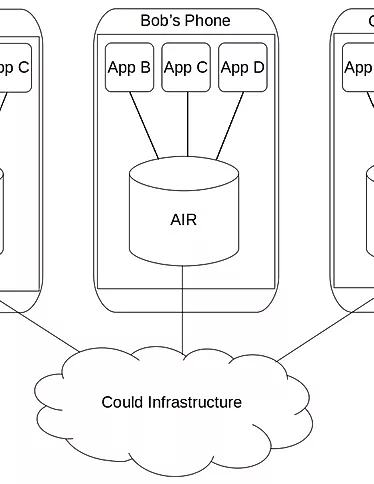 Bob's Phone
pp C
App B
App C
App D
App
AIR
Could Infrastructure